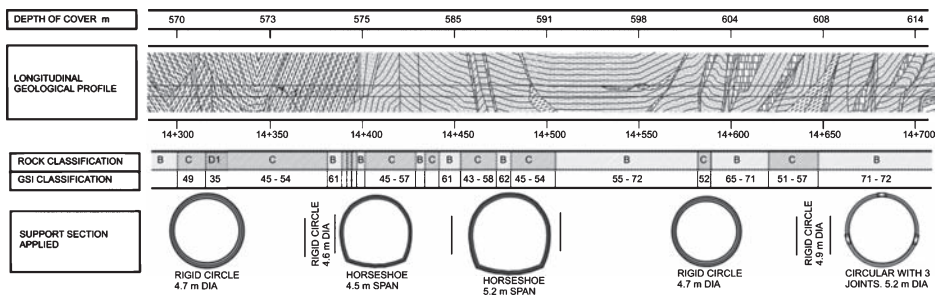 DEPTH OF COVER m
570 573 575 585 591 598 604 608 614
LONGITUDINAL
GEOLOGICAL PROFILE
14+300 14+350 14+400 14+450 14+500 14+550 14+600 14+650 14+700
ROCK CLASSIFICATION
B C D1 C B B C B C B C B C B C B C B
GSI CLASSIFICATION
49 35 45 - 54 61 45 - 57 61 43 - 58 62 45 - 54 55 - 72 52 65 - 71 51 - 57 71 - 72
SUPPORT SECTION
APPLIED
RIGID CIRCLE
4.7 m DIA
RIGID CIRCLE
4.6 m DIA
HORSESHOE
4.5 m SPAN
HORSESHOE
5.2 m SPAN
RIGID CIRCLE
4.7 m DIA
RIGID CIRCLE
4.9 m DIA
CIRCULAR WITH 3
JOINTS. 5.2 m DIA